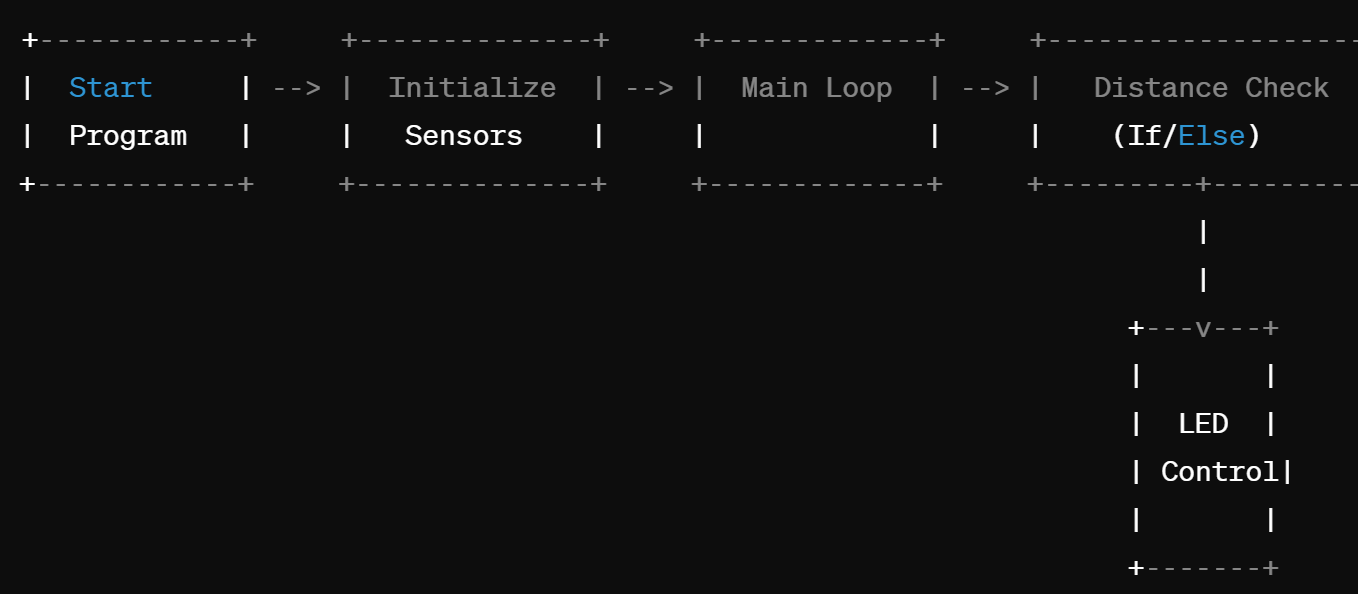 +------------+     +--------------+     +-------------+     +-------------------
|  Start     | --> |  Initialize  | --> |  Main Loop  | --> |   Distance Check
|  Program   |     |   Sensors    |     |             |     |    (If/Else)
+------------+     +--------------+     +-------------+     +---------+---------
|
|
+---v---+
|       |
|  LED  |
| Control|
|       |
+-------+